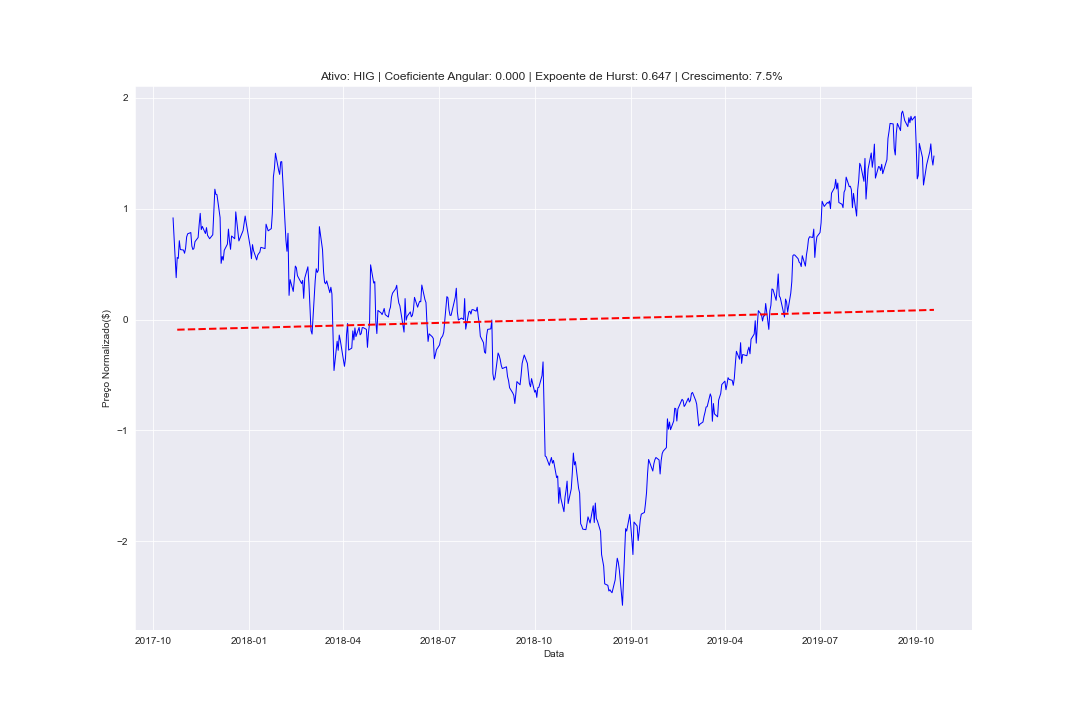 Ativo: HIG | Coeficiente Angular: 0.000 | Expoente de Hurst: 0.647 | Crescimento: 7.5%
Preço Normalizado($)
2
1
0
−1
−2
2017-10 2018-01 2018-04 2018-07 2018-10 2019-01 2019-04 2019-07 2019-10
Data